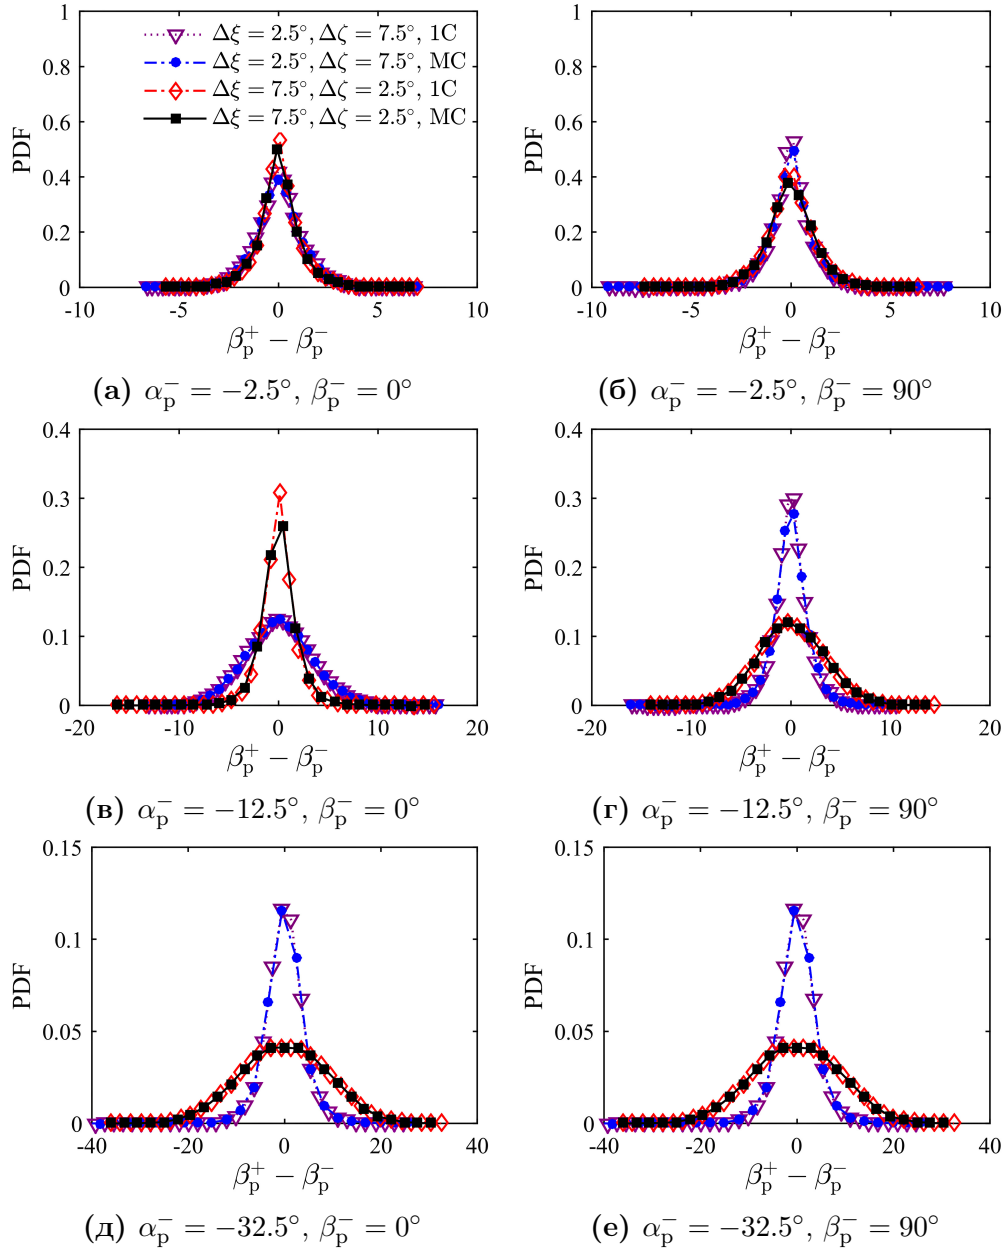 1
0.8
0.6
0.4
0.2
0
PDF
Δξ = 2.5°, Δζ = 7.5°, 1C
Δξ = 2.5°, Δζ = 7.5°, MC
Δξ = 7.5°, Δζ = 2.5°, 1C
Δξ = 7.5°, Δζ = 2.5°, MC
-10 -5 0 5 10
β_p^+ − β_p^-
(а) α_p^- = −2.5°, β_p^- = 0°
1
0.8
0.6
0.4
0.2
0
PDF
-10 -5 0 5 10
β_p^+ − β_p^-
(б) α_p^- = −2.5°, β_p^- = 90°
0.4
0.3
0.2
0.1
0
PDF
-20 -10 0 10 20
β_p^+ − β_p^-
(в) α_p^- = −12.5°, β_p^- = 0°
0.4
0.3
0.2
0.1
0
PDF
-20 -10 0 10 20
β_p^+ − β_p^-
(г) α_p^- = −12.5°, β_p^- = 90°
0.15
0.1
0.05
0
PDF
-40 -20 0 20 40
β_p^+ − β_p^-
(д) α_p^- = −32.5°, β_p^- = 0°
0.15
0.1
0.05
0
PDF
-40 -20 0 20 40
β_p^+ − β_p^-
(е) α_p^- = −32.5°, β_p^- = 90°